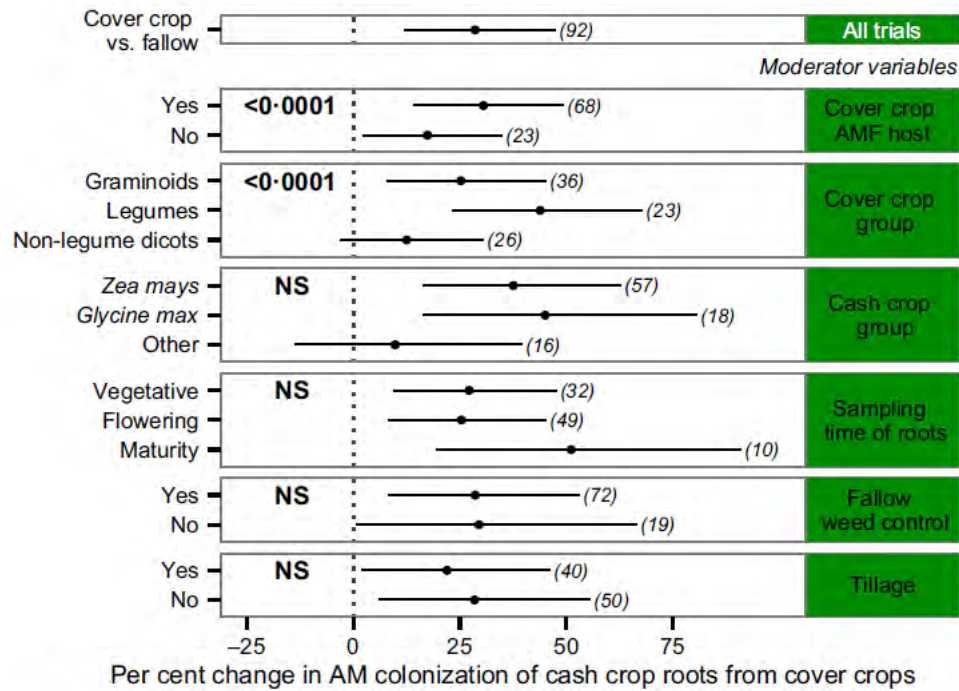 Cover crop
vs. fallow
(92)
All trials
Moderator variables
Yes
<0·0001
(68)
No
(23)
Cover crop
AMF host
Graminoids
<0·0001
(36)
Legumes
(23)
Non-legume dicots
(26)
Cover crop
group
Zea mays
NS
(57)
Glycine max
(18)
Other
(16)
Cash crop
group
Vegetative
NS
(32)
Flowering
(49)
Maturity
(10)
Sampling
time of roots
Yes
NS
(72)
No
(19)
Fallow
weed control
Yes
NS
(40)
No
(50)
Tillage
−25 0 25 50 75
Per cent change in AM colonization of cash crop roots from cover crops